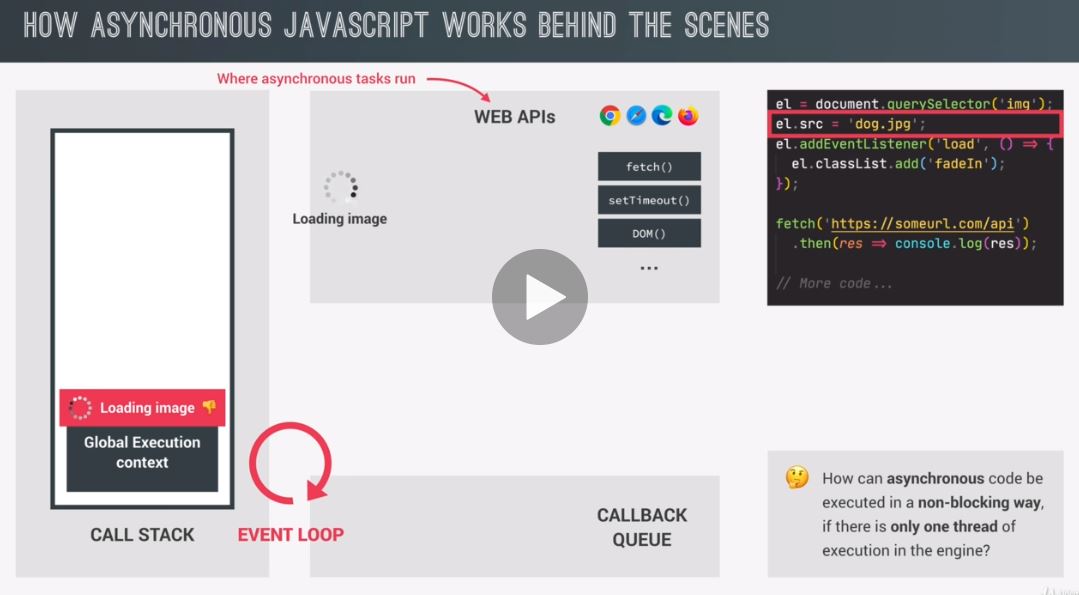 HOW ASYNCHRONOUS JAVASCRIPT WORKS BEHIND THE SCENES
Where asynchronous tasks run
WEB APIs
fetch()
setTimeout()
DOM()
...
Loading image
el = document.querySelector('img');
el.src = 'dog.jpg';
el.addEventListener('load', () => {
el.classList.add('fadeIn');
});
fetch('https://someurl.com/api')
.then(res => console.log(res));
// More code...
Loading image 👎
Global Execution
context
CALL STACK
EVENT LOOP
CALLBACK
QUEUE
🤔 How can asynchronous code be
executed in a non-blocking way,
if there is only one thread of
execution in the engine?